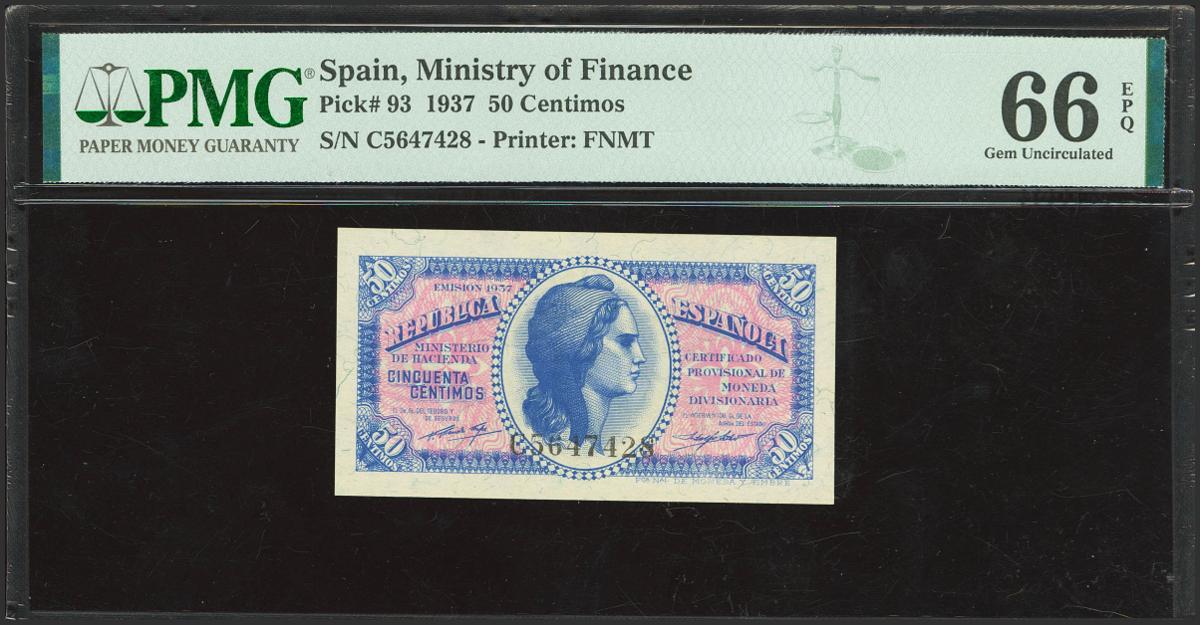 PMG®
PAPER MONEY GUARANTY
Spain, Ministry of Finance
Pick# 93 1937 50 Centimos
S/N C5647428 - Printer: FNMT
66 EPQ
Gem Uncirculated
50 CENTIMOS
50 CENTIMOS
EMISION 1937
REPUBLICA ESPAÑOLA
MINISTERIO
DE HACIENDA
CINCUENTA
CENTIMOS
CERTIFICADO
PROVISIONAL DE
MONEDA
DIVISIONARIA
C5647428
50 CENTIMOS
50 CENTIMOS